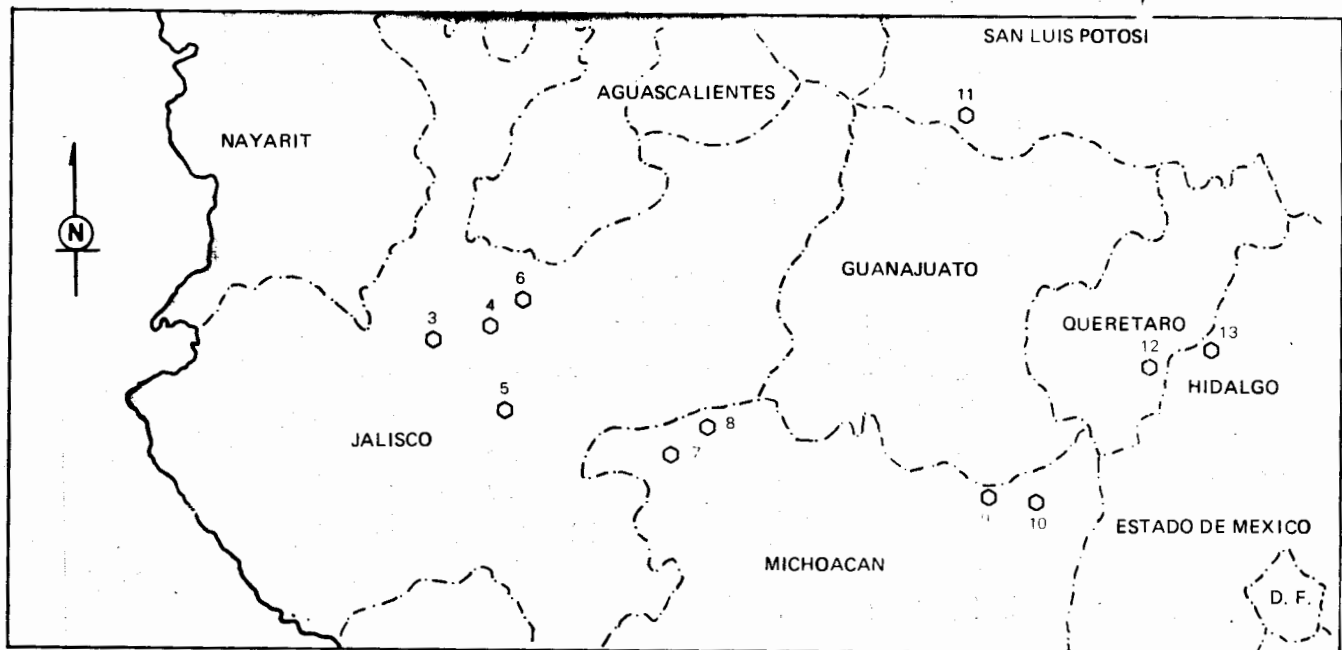 SAN LUIS POTOSI
AGUASCALIENTES
11
NAYARIT
N
GUANAJUATO
6
4
3
QUERETARO
13
12
HIDALGO
5
JALISCO
8
7
10
ESTADO DE MEXICO
MICHOACAN
D. F.